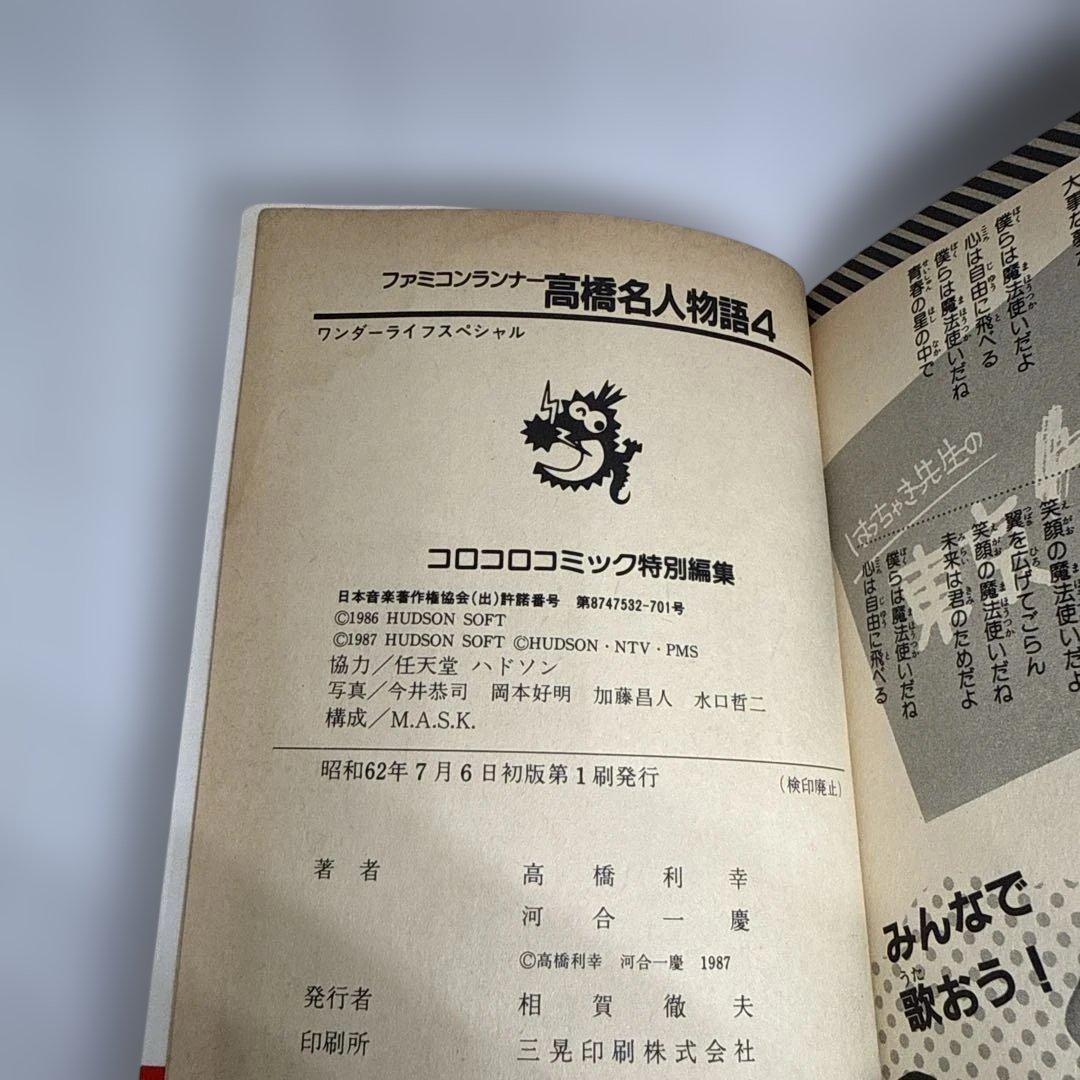 ファミコンランナー高橋名人物語4
ワンダーライフスペシャル
コロコロコミック特別編集
日本音楽著作権協会(出)許諾番号 第8747532-701号
©1986 HUDSON SOFT
©1987 HUDSON SOFT ©HUDSON・NTV・PMS
協力/任天堂 ハドソン
写真/今井恭司 岡本好明 加藤昌人 水口哲二
構成/M.A.S.K.
昭和62年7月6日初版第1刷発行
(検印廃止)
著者 高橋利幸
河合一慶
©高橋利幸 河合一慶 1987
発行者 相賀徹夫
印刷所 三晃印刷株式会社
僕らは魔法使いだよ
心は自由に飛べる
僕らは魔法使いだね
青春の星の中で
はっちゃき先生の
笑顔の魔法使いだよ
翼を広げてごらん
笑顔の魔法使いだね
未来は君のためだよ
僕らは魔法使いだね
心は自由に飛べる
みんなで
歌おう!